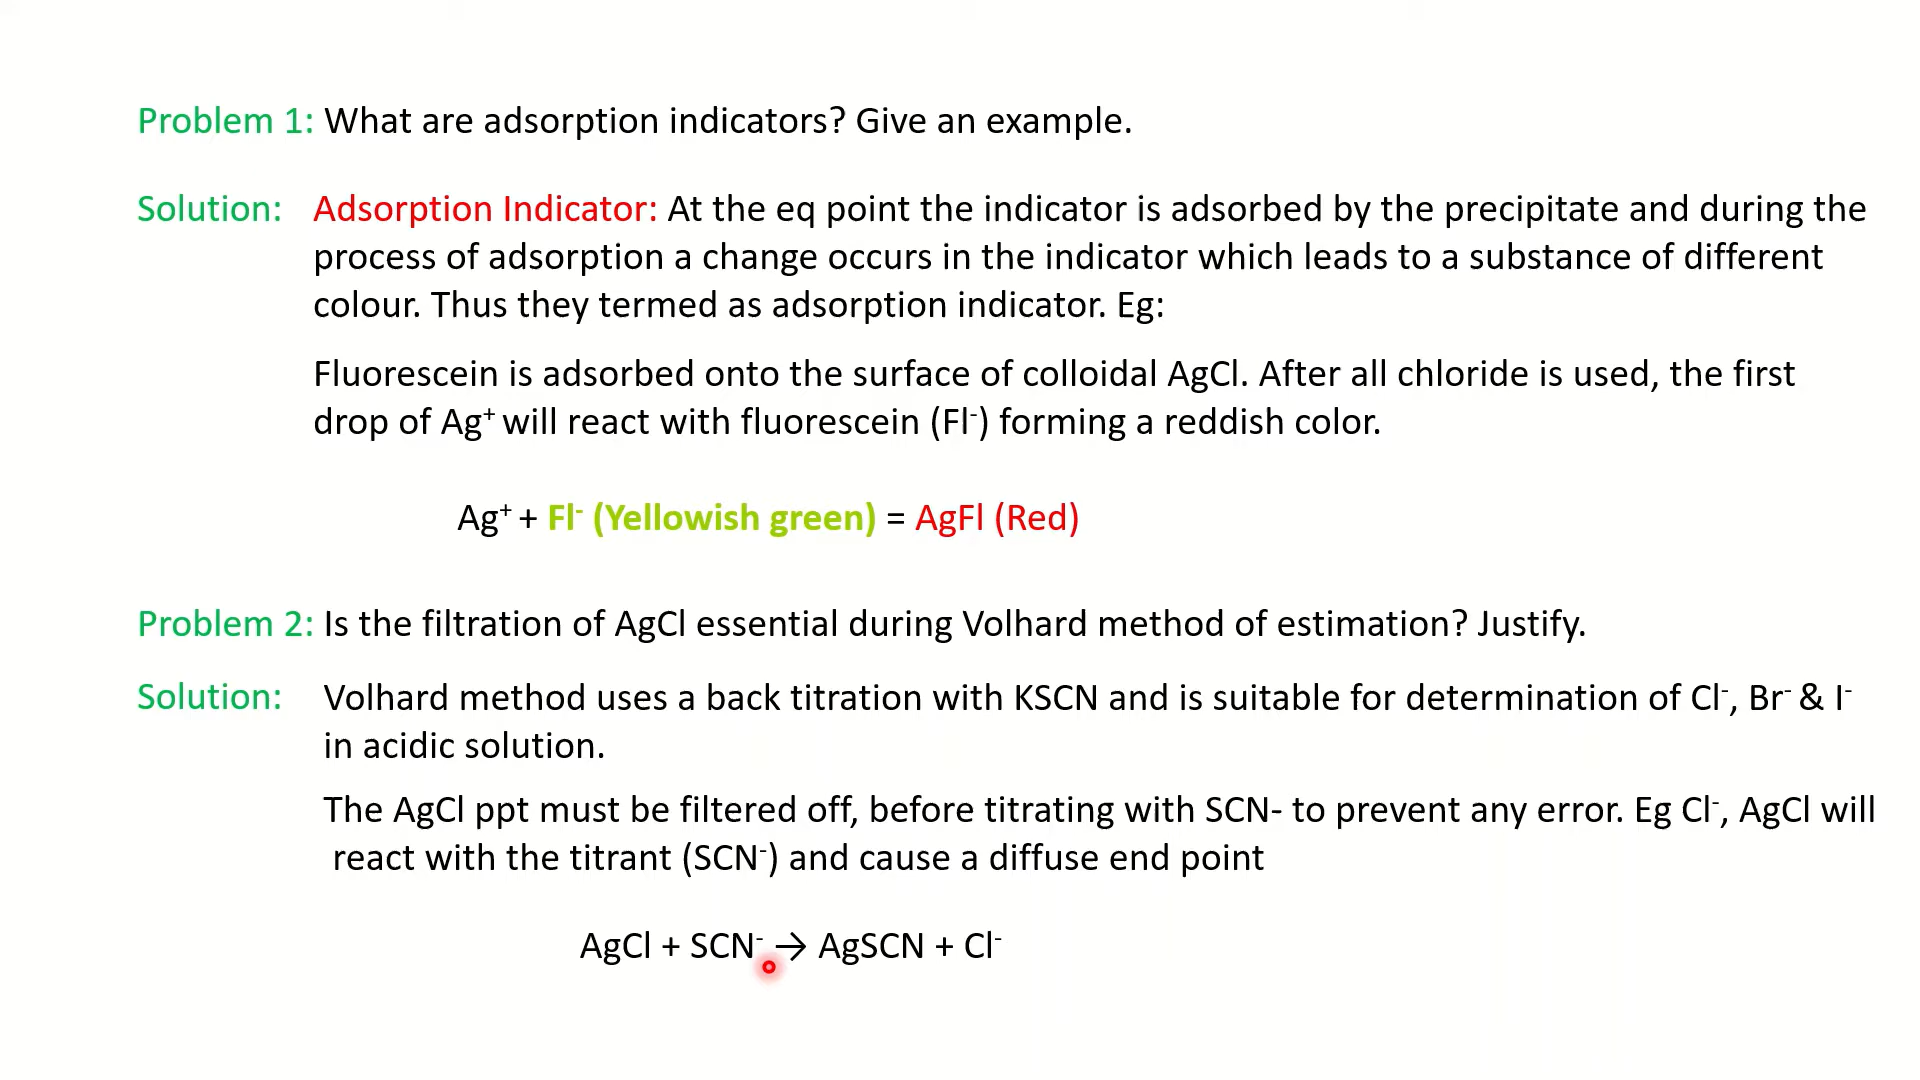 Problem 1: What are adsorption indicators? Give an example.
Solution: Adsorption Indicator: At the eq point the indicator is adsorbed by the precipitate and during the
process of adsorption a change occurs in the indicator which leads to a substance of different
colour. Thus they termed as adsorption indicator. Eg:
Fluorescein is adsorbed onto the surface of colloidal AgCl. After all chloride is used, the first
drop of Ag⁺ will react with fluorescein (Fl⁻) forming a reddish color.
Ag⁺ + Fl⁻ (Yellowish green) = AgFl (Red)
Problem 2: Is the filtration of AgCl essential during Volhard method of estimation? Justify.
Solution: Volhard method uses a back titration with KSCN and is suitable for determination of Cl⁻, Br⁻ & I⁻
in acidic solution.
The AgCl ppt must be filtered off, before titrating with SCN- to prevent any error. Eg Cl⁻, AgCl will
react with the titrant (SCN⁻) and cause a diffuse end point
AgCl + SCN⁻ → AgSCN + Cl⁻